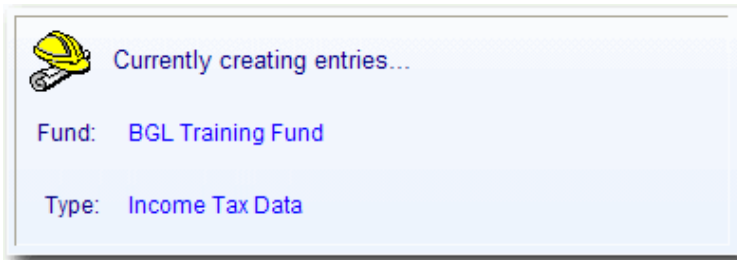 Currently creating entries...
Fund: BGL Training Fund
Type: Income Tax Data